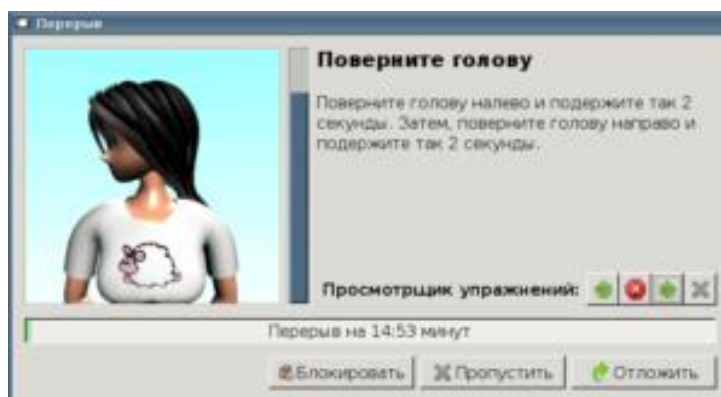 Перерыв
Поверните голову
Поверните голову налево и подержите так 2
секунды. Затем, поверните голову направо и
подержите так 2 секунды.
Просмотрщик упражнений:
Перерыв на 14:53 минут
Блокировать Пропустить Отложить